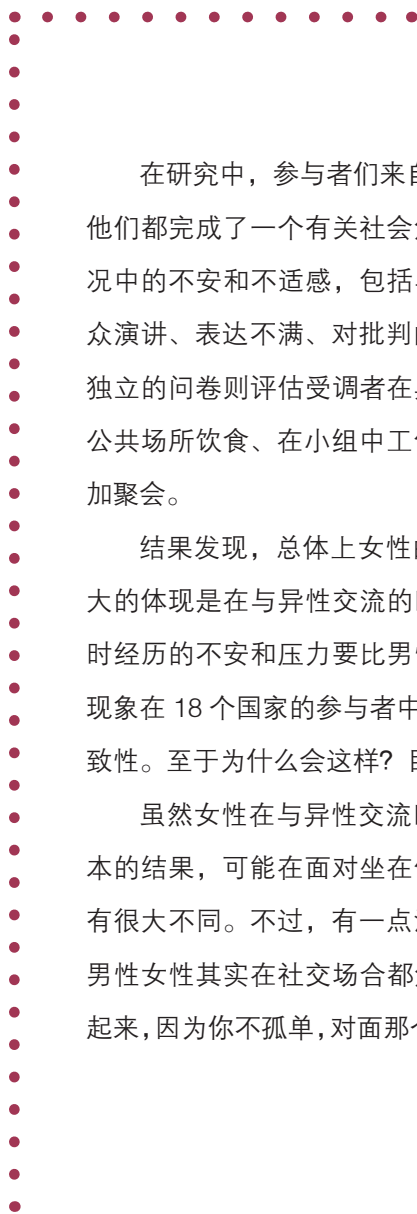 在研究中，参与者们来
他们都完成了一个有关社会
况中的不安和不适感，包括
众演讲、表达不满、对批判
独立的问卷则评估受调者在
公共场所饮食、在小组中工
加聚会。
结果发现，总体上女性
大的体现是在与异性交流的
时经历的不安和压力要比男
现象在 18 个国家的参与者中
致性。至于为什么会这样？
虽然女性在与异性交流
本的结果，可能在面对坐在
有很大不同。不过，有一点
男性女性其实在社交场合都
起来，因为你不孤单，对面那